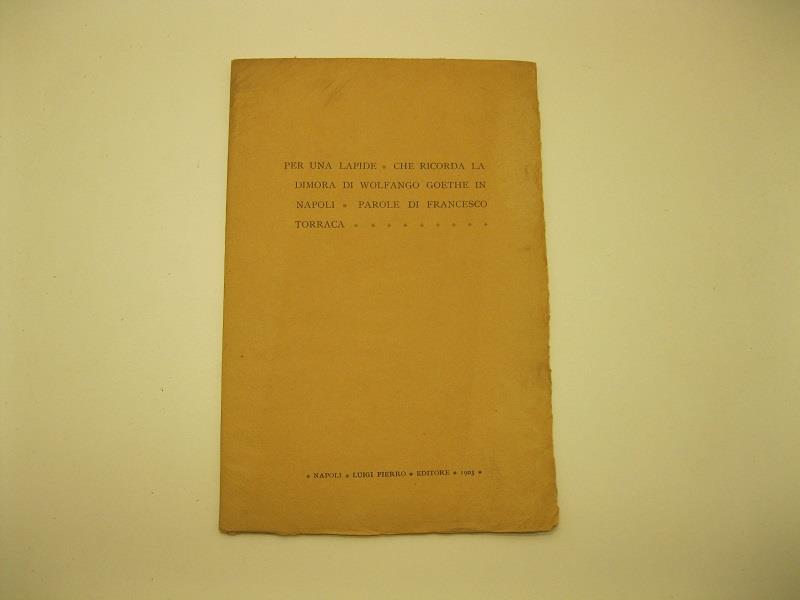 PER UNA LAPIDE * CHE RICORDA LA
DIMORA DI WOLFANGO GOETHE IN
NAPOLI * PAROLE DI FRANCESCO
TORRACA * * * * * * * * *
* NAPOLI * LUIGI PIERRO * EDITORE * 1903 *